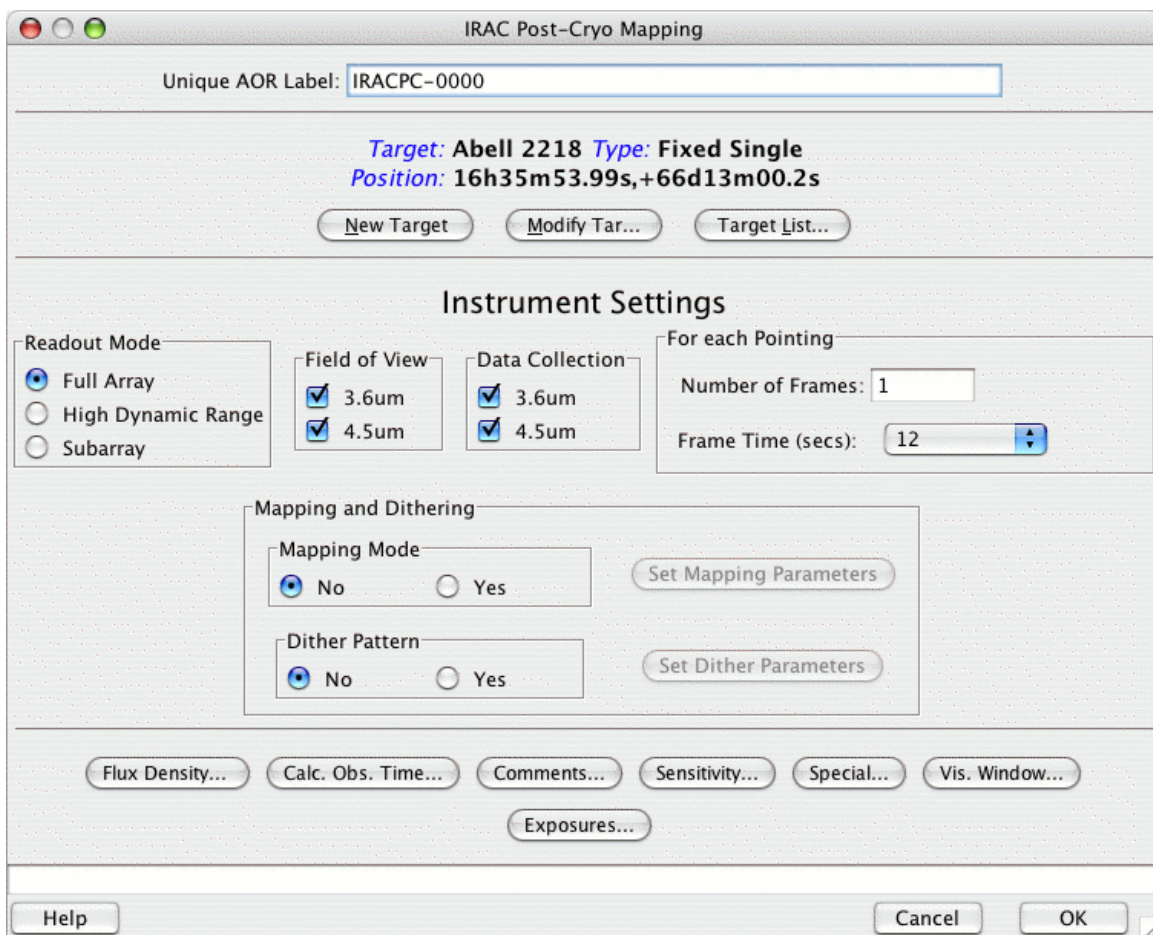 IRAC Post-Cryo Mapping
Unique AOR Label: IRACPC-0000
Target: Abell 2218 Type: Fixed Single
Position: 16h35m53.99s,+66d13m00.2s
New Target Modify Tar... Target List...
Instrument Settings
Readout Mode
Full Array
High Dynamic Range
Subarray
Field of View
3.6um
4.5um
Data Collection
3.6um
4.5um
For each Pointing
Number of Frames: 1
Frame Time (secs): 12
Mapping and Dithering
Mapping Mode
No Yes
Set Mapping Parameters
Dither Pattern
No Yes
Set Dither Parameters
Flux Density... Calc. Obs. Time... Comments... Sensitivity... Special... Vis. Window...
Exposures...
Help Cancel OK